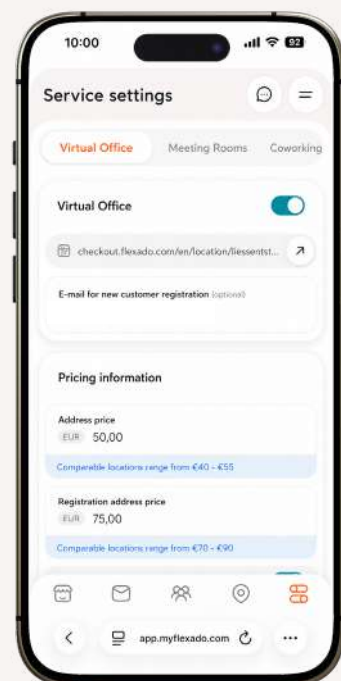 10:00
92
Service settings
Virtual Office Meeting Rooms Coworking
Virtual Office
checkout.flexado.com/en/location/liessentst...
E-mail for new customer registration (optional)
Pricing information
Address price
EUR 50,00
Comparable locations range from €40 - €55
Registration address price
EUR 75,00
Comparable locations range from €70 - €90
app.myflexado.com